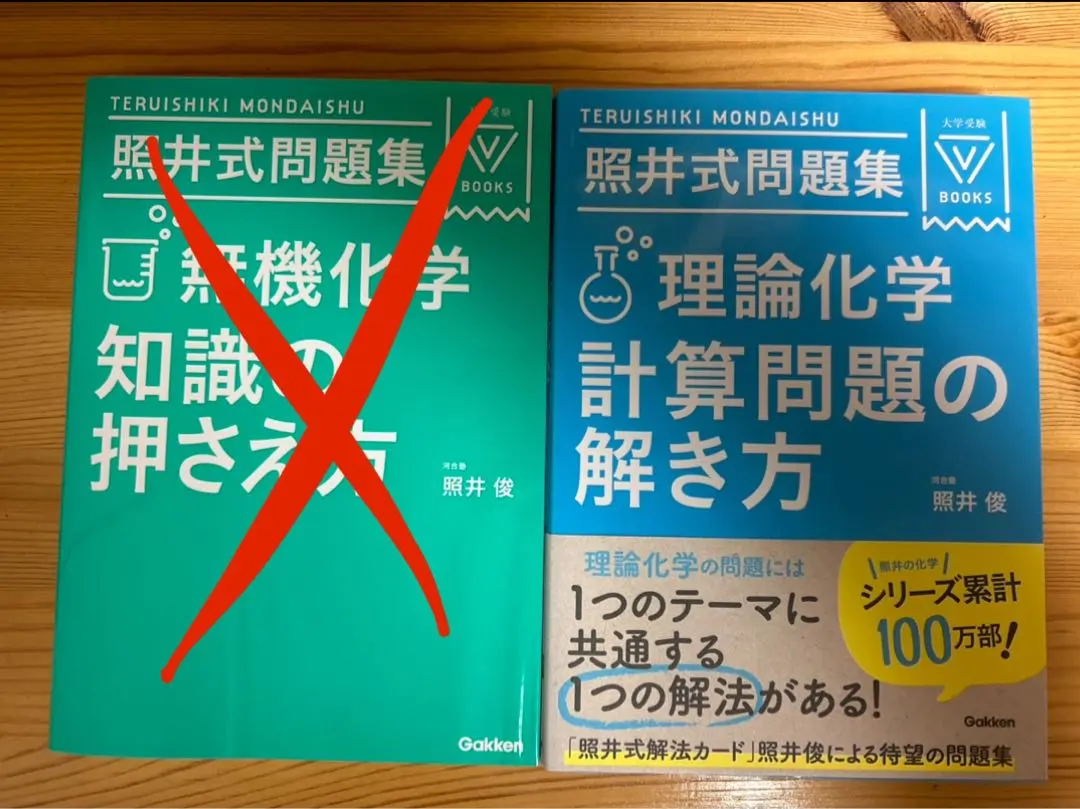 TERUISHIKI MONDAISHU
照井式問題集
受験
BOOKS
無機化学
知識の
押さえ方
河合塾
照井 俊
Gakken
TERUISHIKI MONDAISHU
照井式問題集
大学受験
V
BOOKS
理論化学
計算問題の
解き方
河合塾
照井 俊
理論化学の問題には
1つのテーマに
共通する
1つの解法がある!
照井の化学
シリーズ累計
100万部!
Gakken
「照井式解法カード」照井俊による待望の問題集